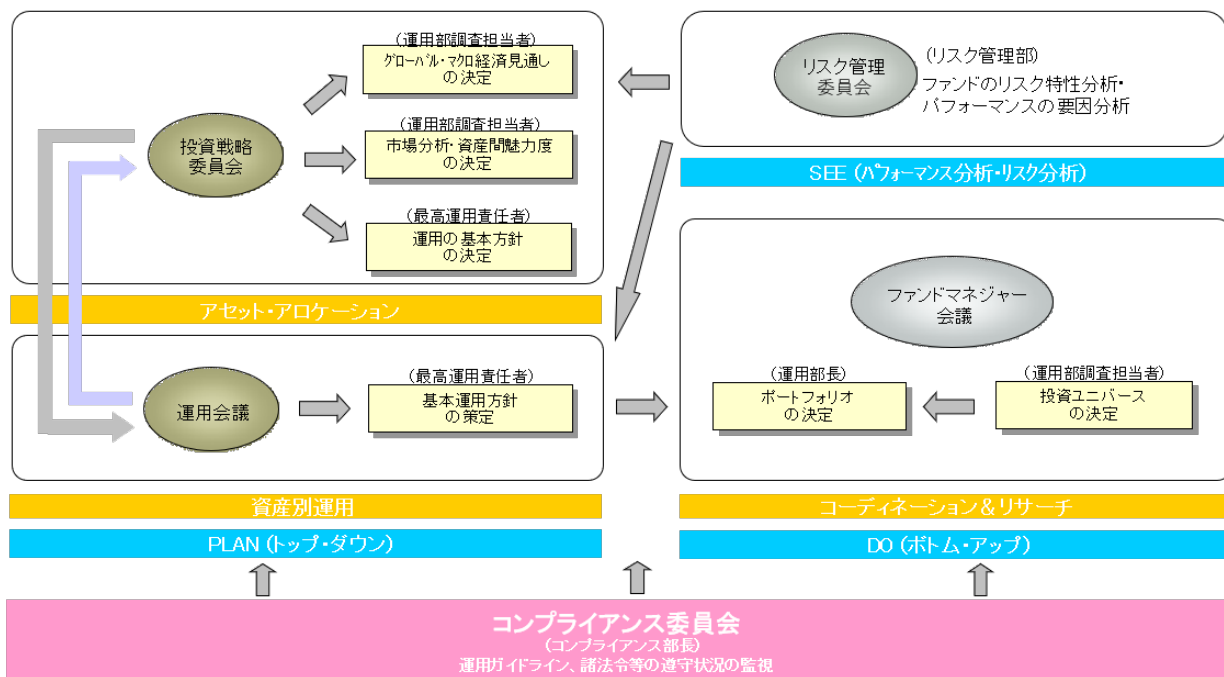 (運用部調査担当者)
グローバル・マクロ経済見通し
の決定
投資戦略
委員会
(運用部調査担当者)
市場分析・資産間魅力度
の決定
(最高運用責任者)
運用の基本方針
の決定
アセット・アロケーション
運用会議
(最高運用責任者)
基本運用方針
の策定
資産別運用
PLAN (トップ・ダウン)
リスク管理
委員会
(リスク管理部)
ファンドのリスク特性分析・
パフォーマンスの要因分析
SEE (パフォーマンス分析・リスク分析)
ファンドマネジャー
会議
(運用部長)
ポートフォリオ
の決定
(運用部調査担当者)
投資ユニバース
の決定
コーディネーション&リサーチ
DO (ボトム・アップ)
コンプライアンス委員会
(コンプライアンス部長)
運用ガイドライン、諸法令等の遵守状況の監視